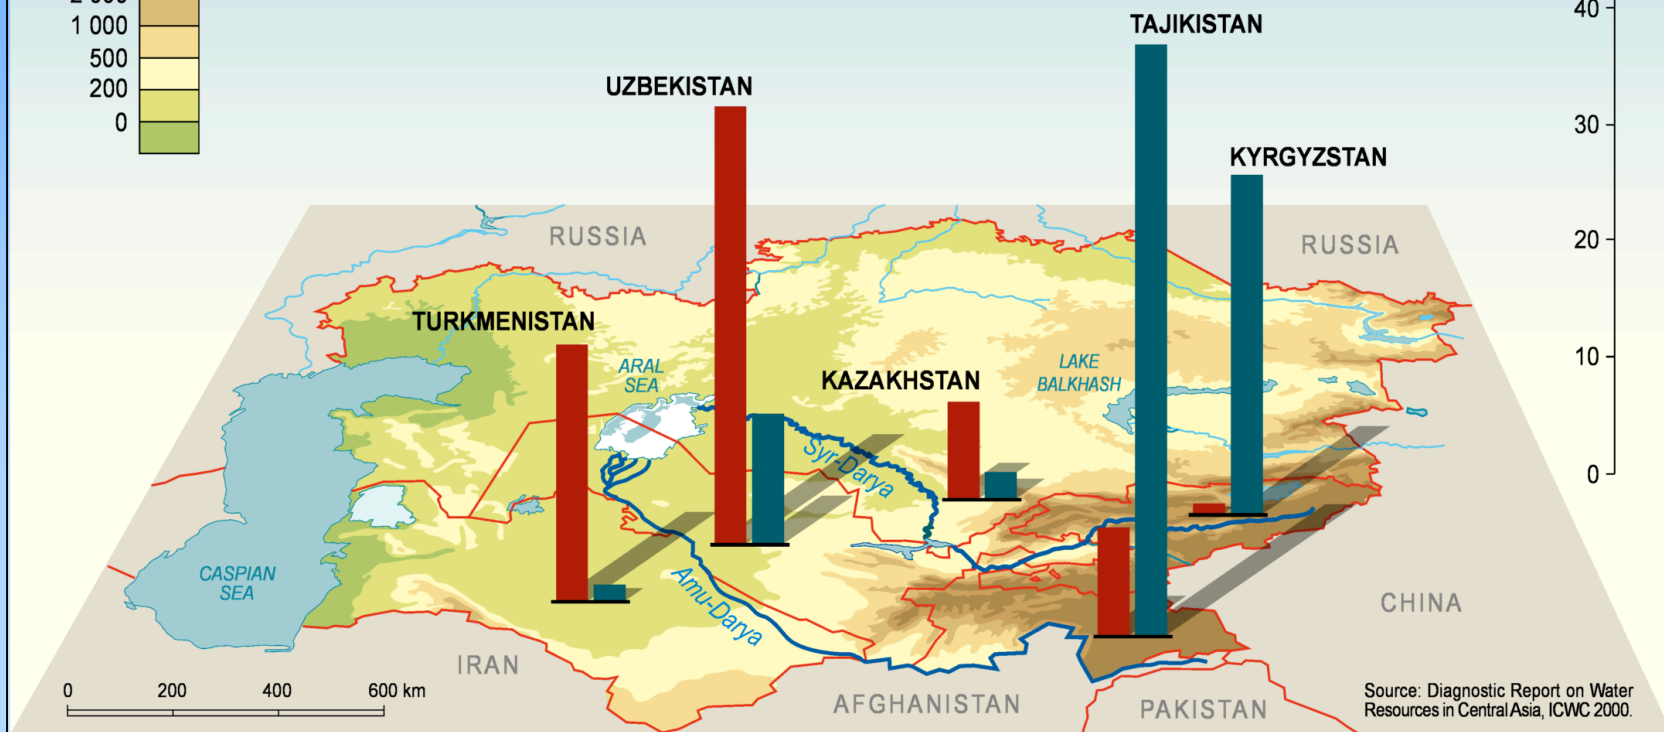 2 000
1 000
500
200
0
40
30
20
10
0
TAJIKISTAN
UZBEKISTAN
KYRGYZSTAN
RUSSIA
RUSSIA
TURKMENISTAN
ARAL
SEA
KAZAKHSTAN
LAKE
BALKHASH
Syr-Darya
CASPIAN
SEA
Amu-Darya
CHINA
IRAN
AFGHANISTAN
PAKISTAN
0 200 400 600 km
Source: Diagnostic Report on Water
Resources in Central Asia, ICWC 2000.